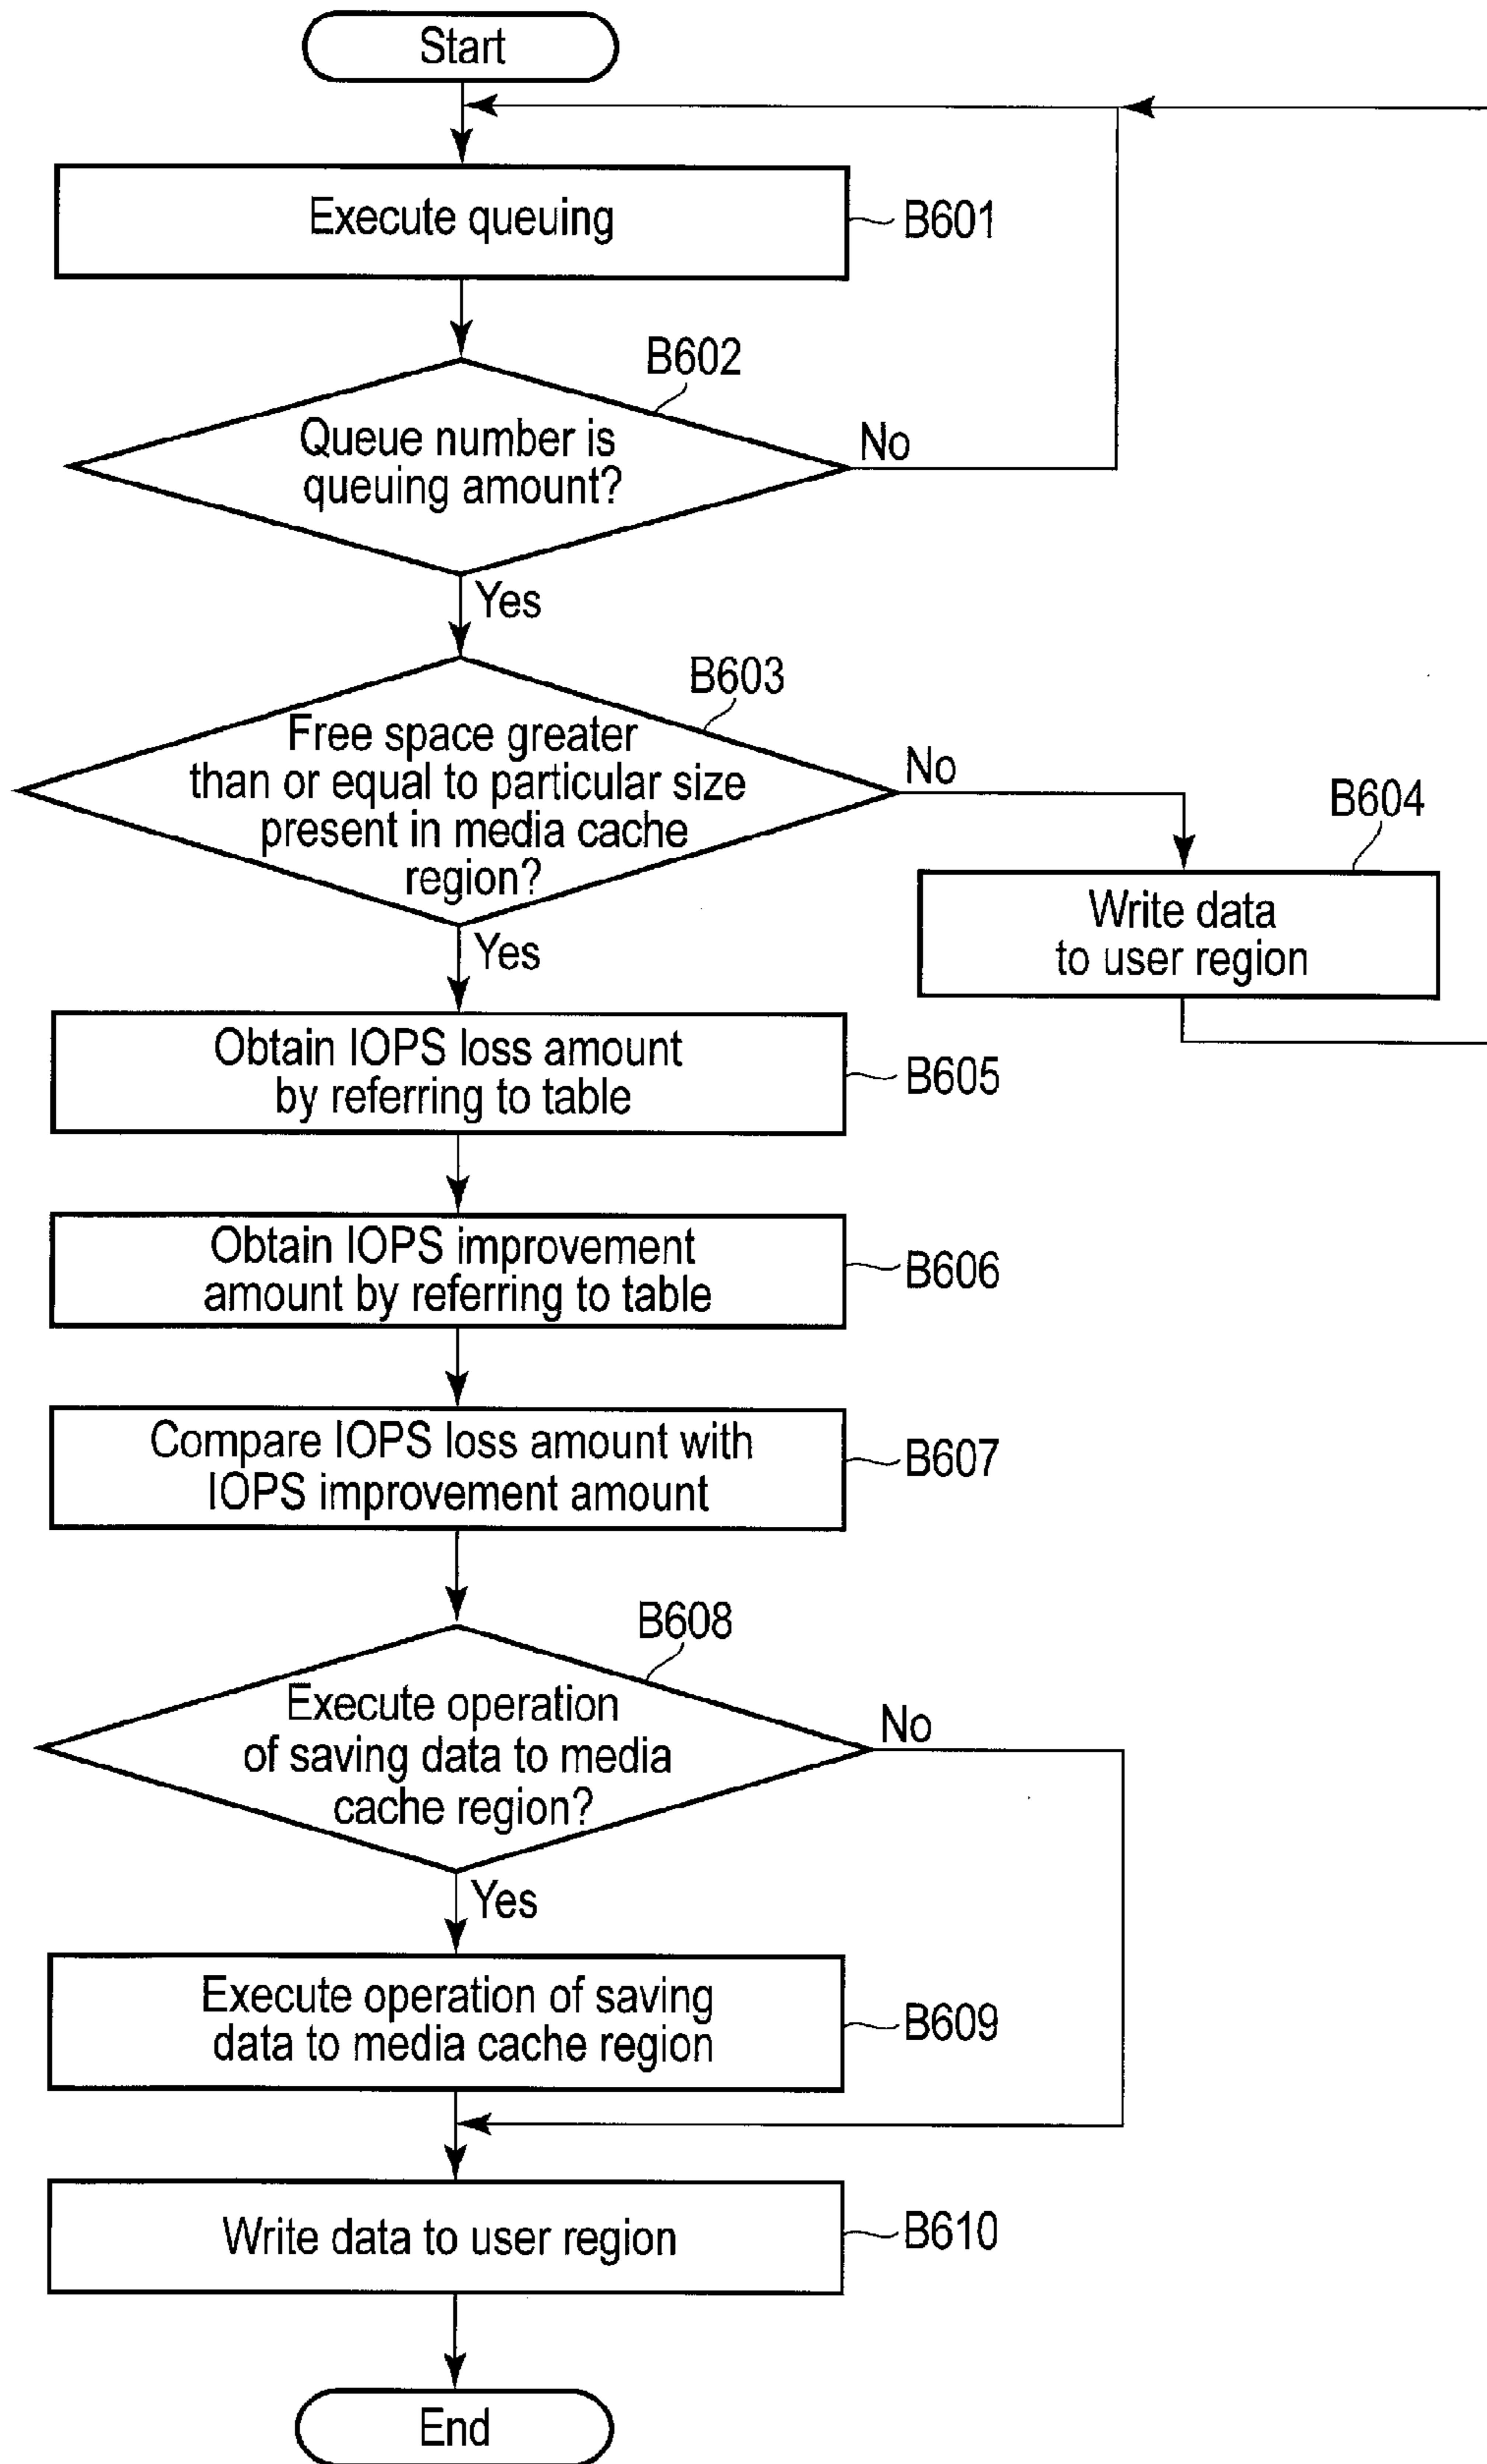 Start
Execute queuing
B601
B602
Queue number is
queuing amount?
No
Yes
B603
Free space greater
than or equal to particular size
present in media cache
region?
No
B604
Write data
to user region
Yes
Obtain IOPS loss amount
by referring to table
B605
Obtain IOPS improvement
amount by referring to table
B606
Compare IOPS loss amount with
IOPS improvement amount
B607
B608
Execute operation
of saving data to media
cache region?
No
Yes
Execute operation of saving
data to media cache region
B609
Write data to user region
B610
End